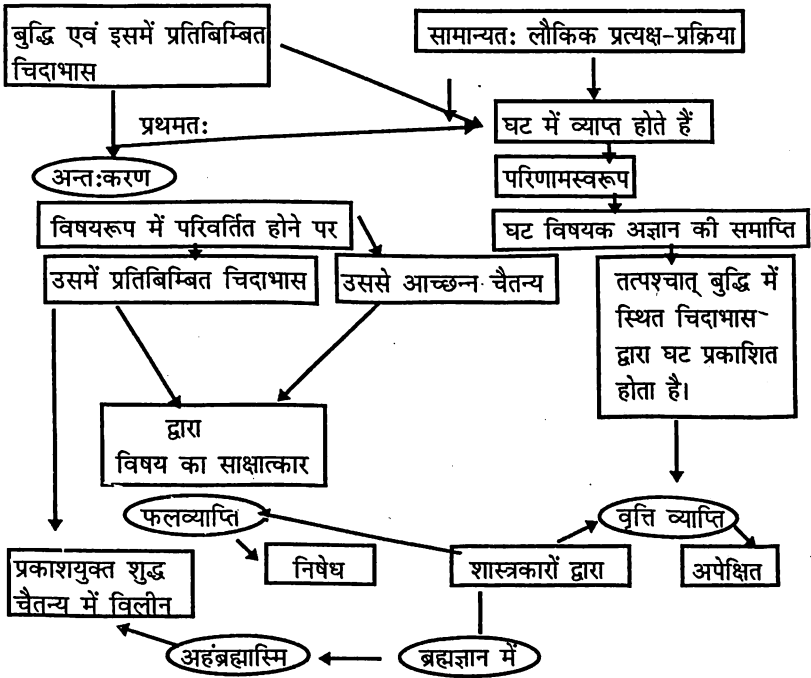 बुद्धि एवं इसमें प्रतिबिम्बित
चिदाभास
सामान्यतः लौकिक प्रत्यक्ष-प्रक्रिया
प्रथमतः
घट में व्याप्त होते हैं
अन्तःकरण
परिणामस्वरूप
विषयरूप में परिवर्तित होने पर
घट विषयक अज्ञान की समाप्ति
उसमें प्रतिबिम्बित चिदाभास
उससे आच्छन्न चैतन्य
तत्पश्चात् बुद्धि में
स्थित चिदाभास-
द्वारा घट प्रकाशित
होता है।
द्वारा
विषय का साक्षात्कार
फलव्याप्ति
वृत्ति व्याप्ति
निषेध
शास्त्रकारों द्वारा
अपेक्षित
प्रकाशयुक्त शुद्ध
चैतन्य में विलीन
अहंब्रह्मास्मि
ब्रह्मज्ञान में